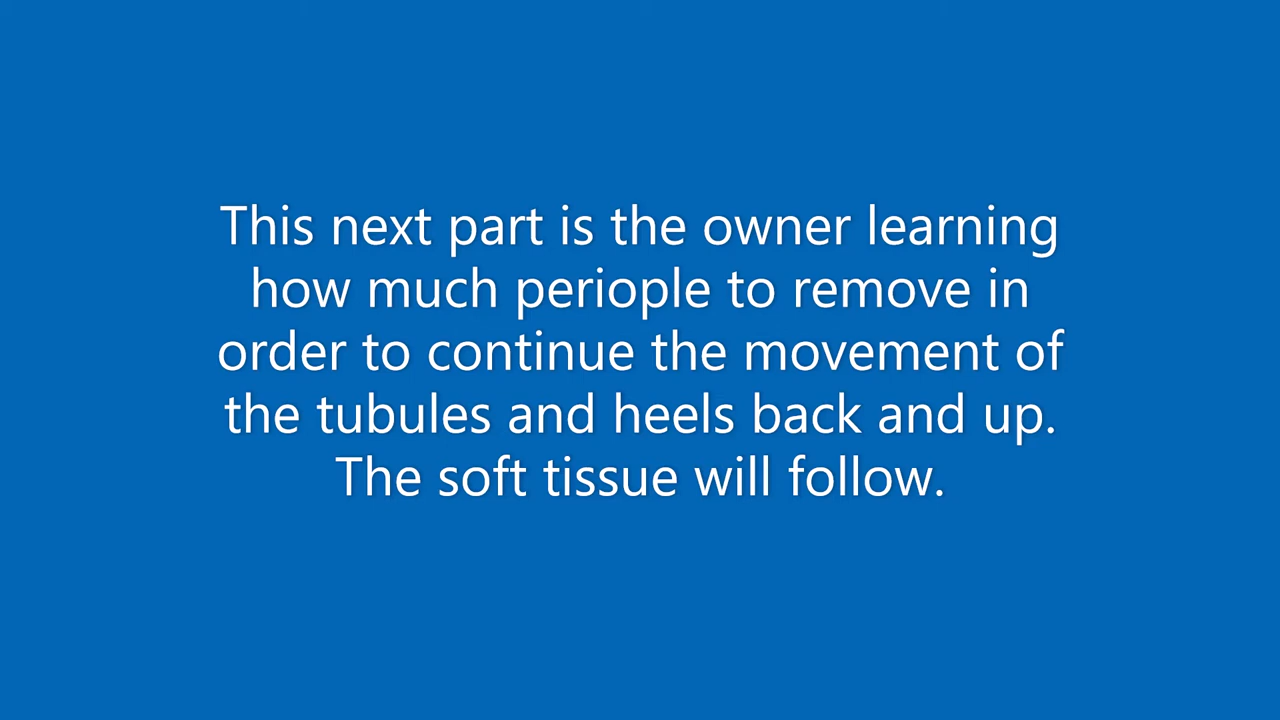 This next part is the owner learning
how much periople to remove in
order to continue the movement of
the tubules and heels back and up.
The soft tissue will follow.